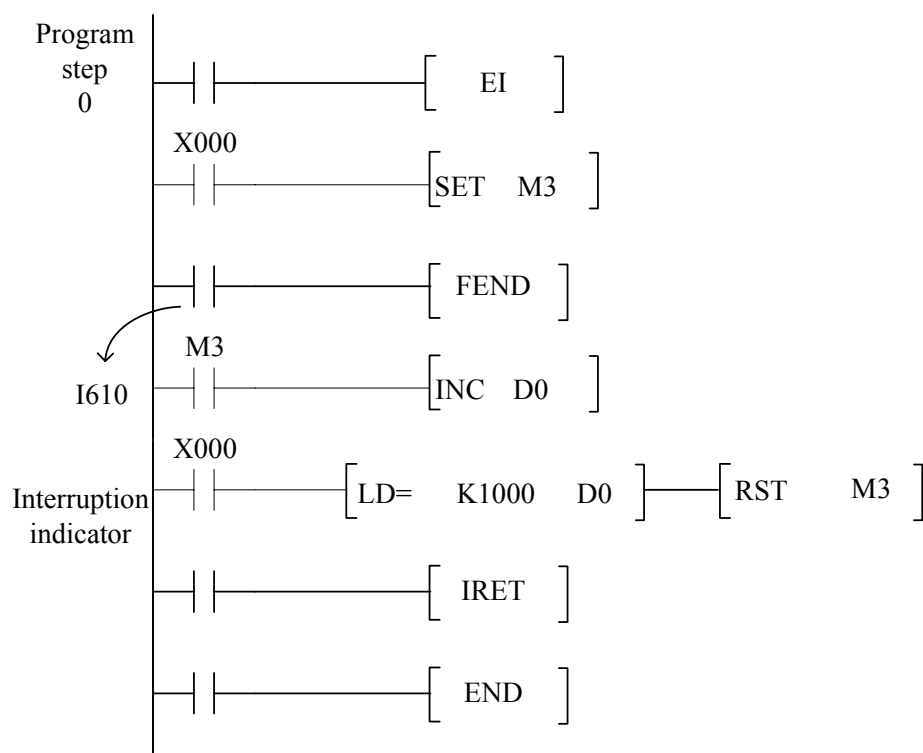 Program
step
0
EI
X000
SET M3
FEND
M3
I610
INC D0
X000
LD= K1000 D0
RST M3
Interruption
indicator
IRET
END